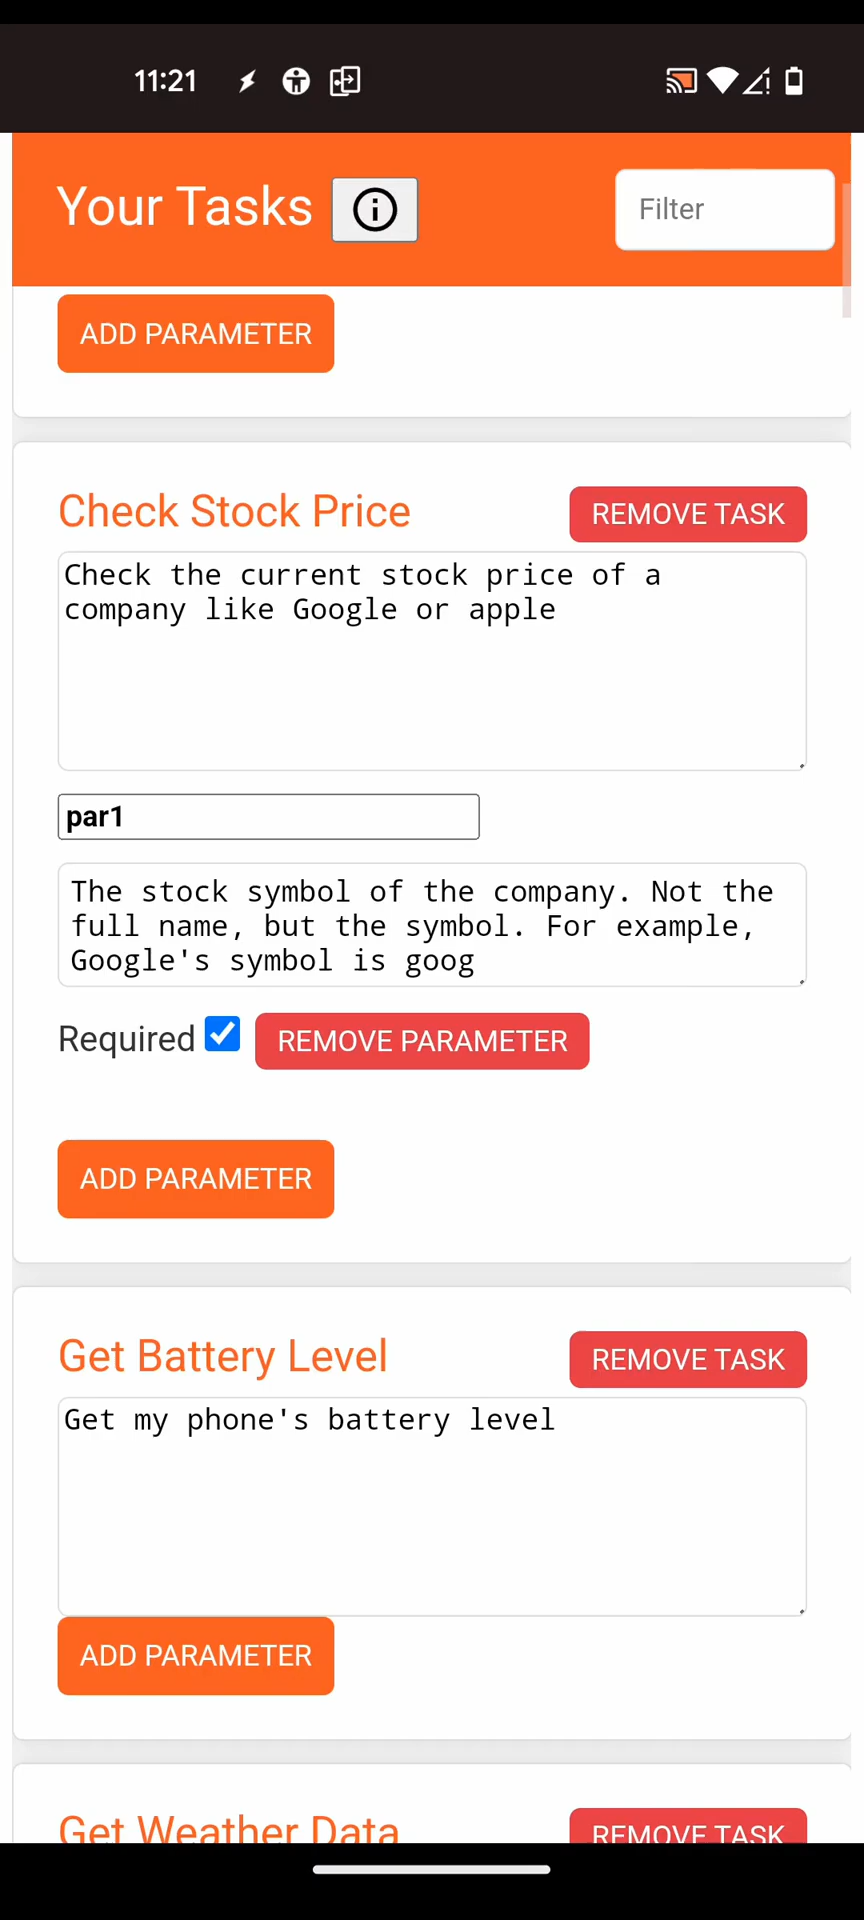 11:21
Your Tasks
Filter
ADD PARAMETER
Check Stock Price
REMOVE TASK
Check the current stock price of a
company like Google or apple
par1
The stock symbol of the company. Not the
full name, but the symbol. For example,
Google's symbol is goog
Required
REMOVE PARAMETER
ADD PARAMETER
Get Battery Level
REMOVE TASK
Get my phone's battery level
ADD PARAMETER
Get Weather Data
REMOVE TASK